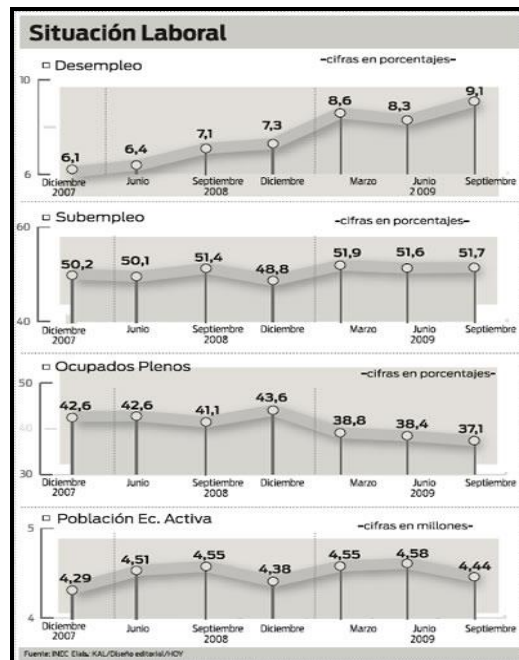 Situación Laboral
Desempleo -cifras en porcentajes-
10
6
6,1 6,4 7,1 7,3 8,6 8,3 9,1
Diciembre Junio Septiembre Diciembre Marzo Junio Septiembre
2007 2008 2009
Subempleo -cifras en porcentajes-
60
40
50,2 50,1 51,4 48,8 51,9 51,6 51,7
Diciembre Junio Septiembre Diciembre Marzo Junio Septiembre
2007 2008 2009
Ocupados Plenos -cifras en porcentajes-
50
40
30
42,6 42,6 41,1 43,6 38,8 38,4 37,1
Diciembre Junio Septiembre Diciembre Marzo Junio Septiembre
2007 2008 2009
Población Ec. Activa -cifras en millones-
5
4
4,29 4,51 4,55 4,38 4,55 4,58 4,44
Diciembre Junio Septiembre Diciembre Marzo Junio Septiembre
2007 2008 2009
Fuente: INEC Elab: KAL/Diseño editorial/HOY